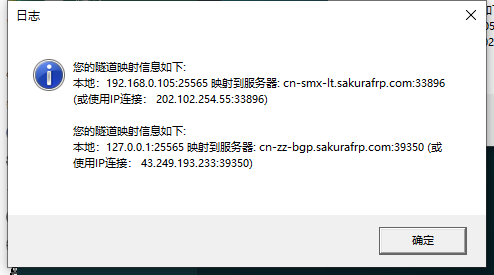 日志
您的隧道映射信息如下:
本地：192.168.0.105:25565 映射到服务器: cn-smx-lt.sakurafrp.com:33896
(或使用IP连接： 202.102.254.55:33896)
您的隧道映射信息如下:
本地：127.0.0.1:25565 映射到服务器: cn-zz-bgp.sakurafrp.com:39350 (或
使用IP连接： 43.249.193.233:39350)
确定